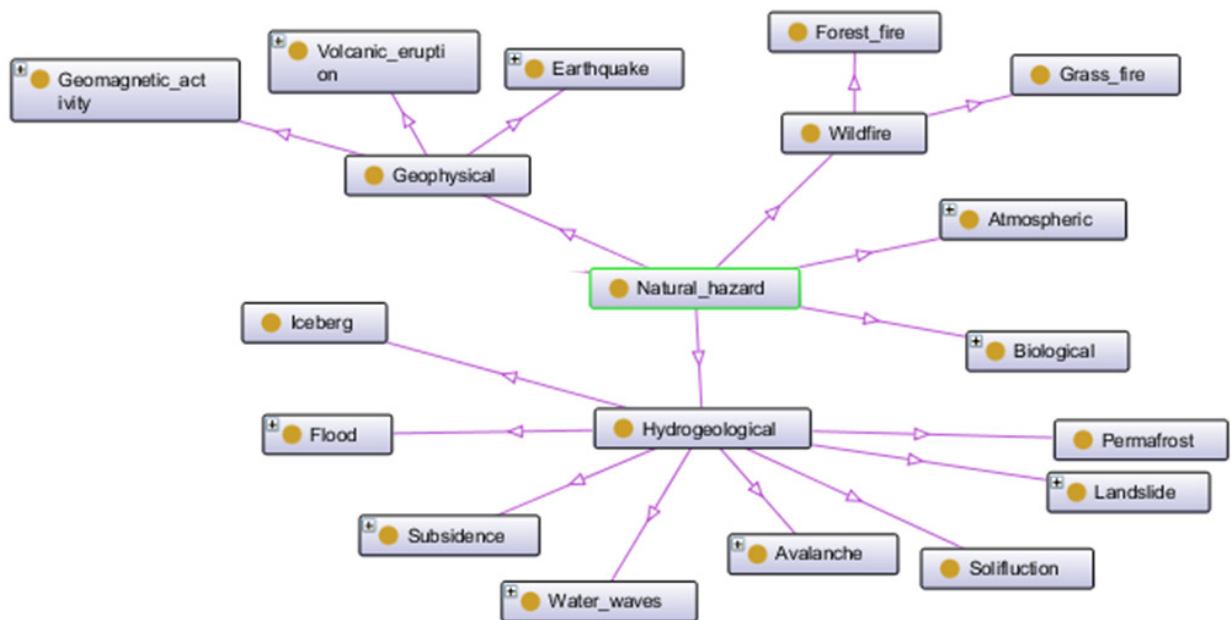 Forest_fire
Volcanic_erupti
on
Earthquake
Grass_fire
Geomagnetic_act
ivity
Wildfire
Geophysical
Atmospheric
Natural_hazard
Iceberg
Biological
Flood
Hydrogeological
Permafrost
Landslide
Subsidence
Avalanche
Solifluction
Water_waves